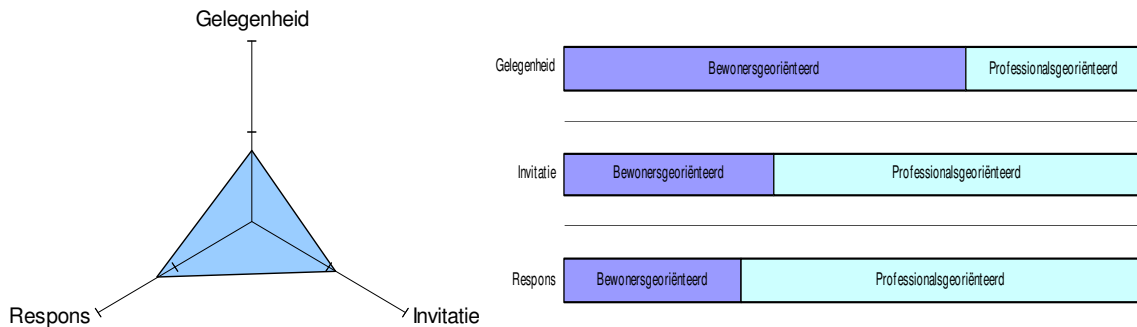 Gelegenheid
Respons
Invitatie
Gelegenheid
Bewonersgeoriënteerd
Professionalsgeoriënteerd
Invitatie
Bewonersgeoriënteerd
Professionalsgeoriënteerd
Respons
Bewonersgeoriënteerd
Professionalsgeoriënteerd